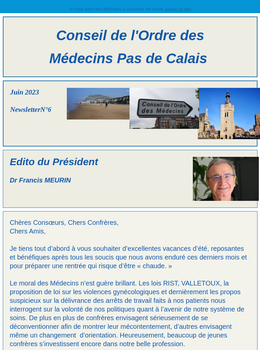 Conseil de l'Ordre des
Médecins Pas de Calais
Juin 2023
NewsletterN°6
Conseil de l'Ordre
des Médecins
Edito du Président
Dr Francis MEURIN
Chères Consœurs, Chers Confrères,
Chers Amis,
Je tiens tout d'abord à vous souhaiter d'excellentes vacances d'été, reposantes
et bénéfiques après tous les soucis que nous avons enduré ces derniers mois et
pour préparer une rentrée qui risque d'être « chaude. »
Le moral des Médecins n'est guère brillant. Les lois RIST, VALLETOUX, la
proposition de loi sur les violences gynécologiques et dernièrement les propos
suspicieux sur la délivrance des arrêts de travail faits à nos patients nous
interrogent sur la volonté de nos politiques quant à l'avenir de notre système de
soins. De plus en plus de confrères envisagent sérieusement de se
déconventionner afin de montrer leur mécontentement, d'autres envisagent
même un changement d'orientation. Heureusement, beaucoup de jeunes
confrères s'investissent encore dans notre belle profession.